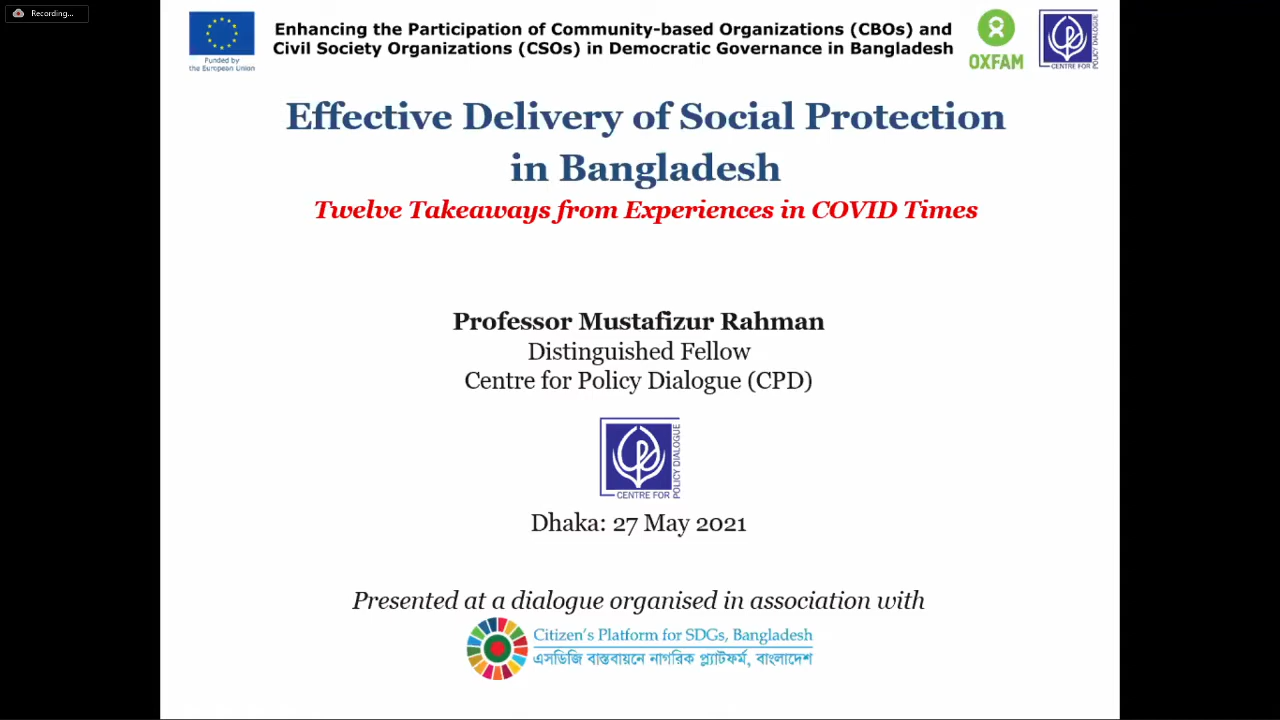 Recording...
Funded by
the European Union
Enhancing the Participation of Community-based Organizations (CBOs) and
Civil Society Organizations (CSOs) in Democratic Governance in Bangladesh
OXFAM
CENTRE FOR
POLICY DIALOGUE
Effective Delivery of Social Protection
in Bangladesh
Twelve Takeaways from Experiences in COVID Times
Professor Mustafizur Rahman
Distinguished Fellow
Centre for Policy Dialogue (CPD)
CENTRE FOR
POLICY DIALOGUE
Dhaka: 27 May 2021
Presented at a dialogue organised in association with
Citizen's Platform for SDGs, Bangladesh
এসডিজি বাস্তবায়নে নাগরিক প্ল্যাটফর্ম, বাংলাদেশ